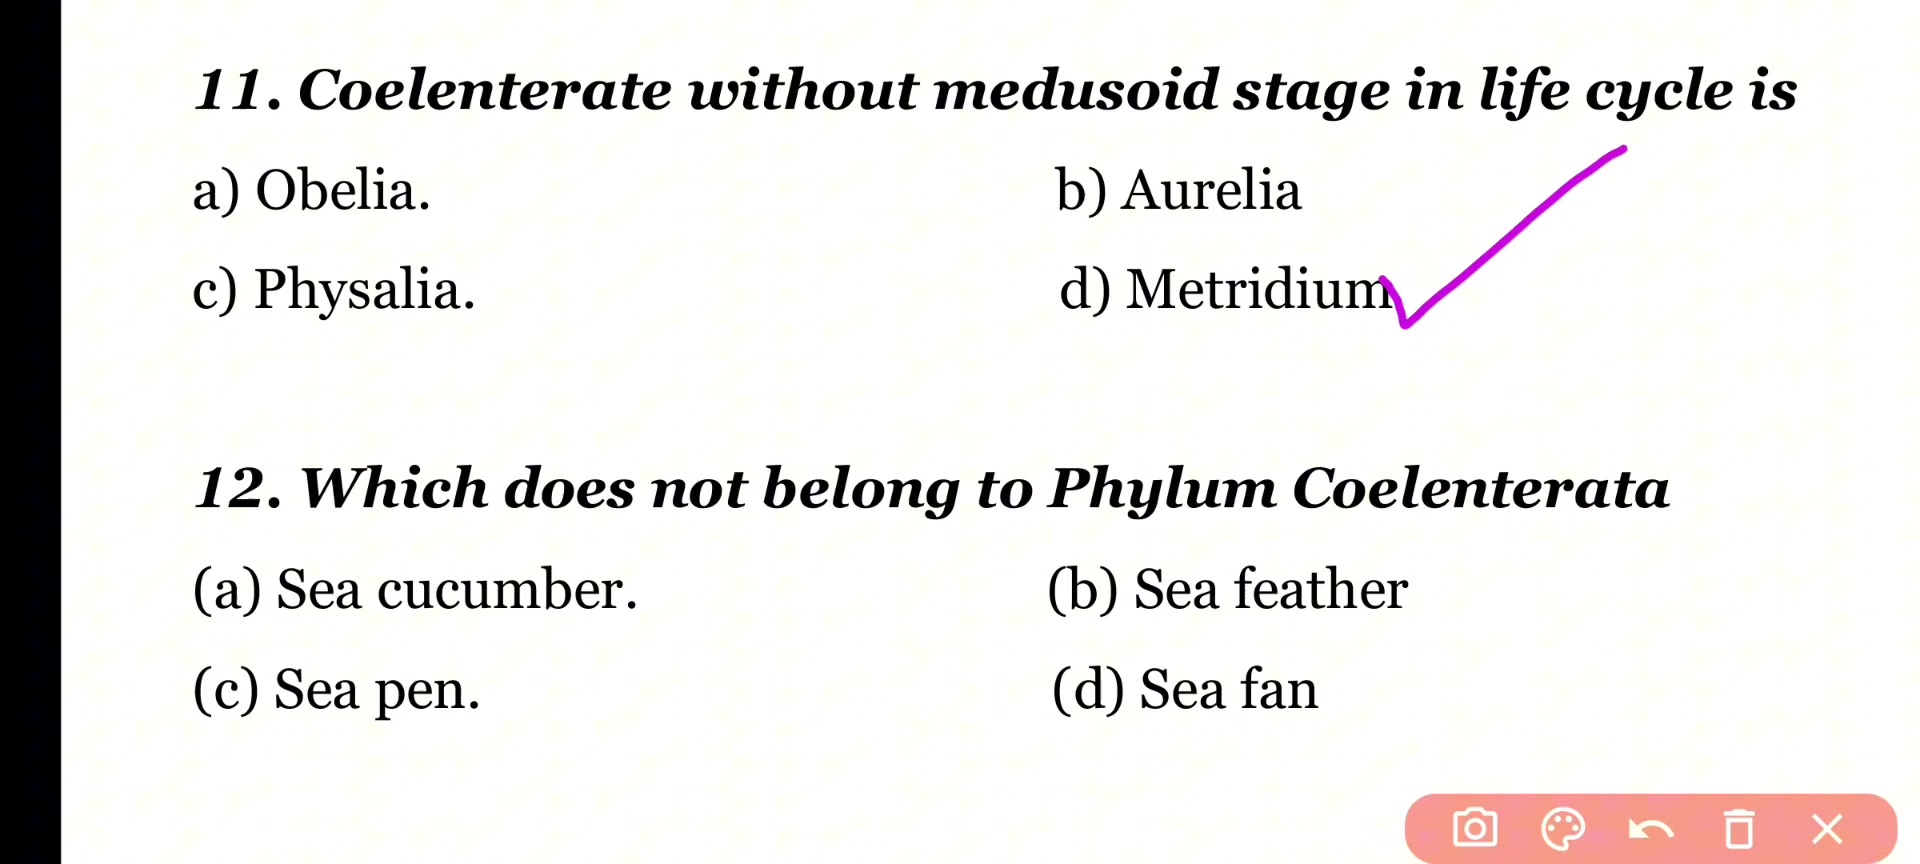 11. Coelenterate without medusoid stage in life cycle is
a) Obelia. b) Aurelia
c) Physalia. d) Metridium
12. Which does not belong to Phylum Coelenterata
(a) Sea cucumber. (b) Sea feather
(c) Sea pen. (d) Sea fan